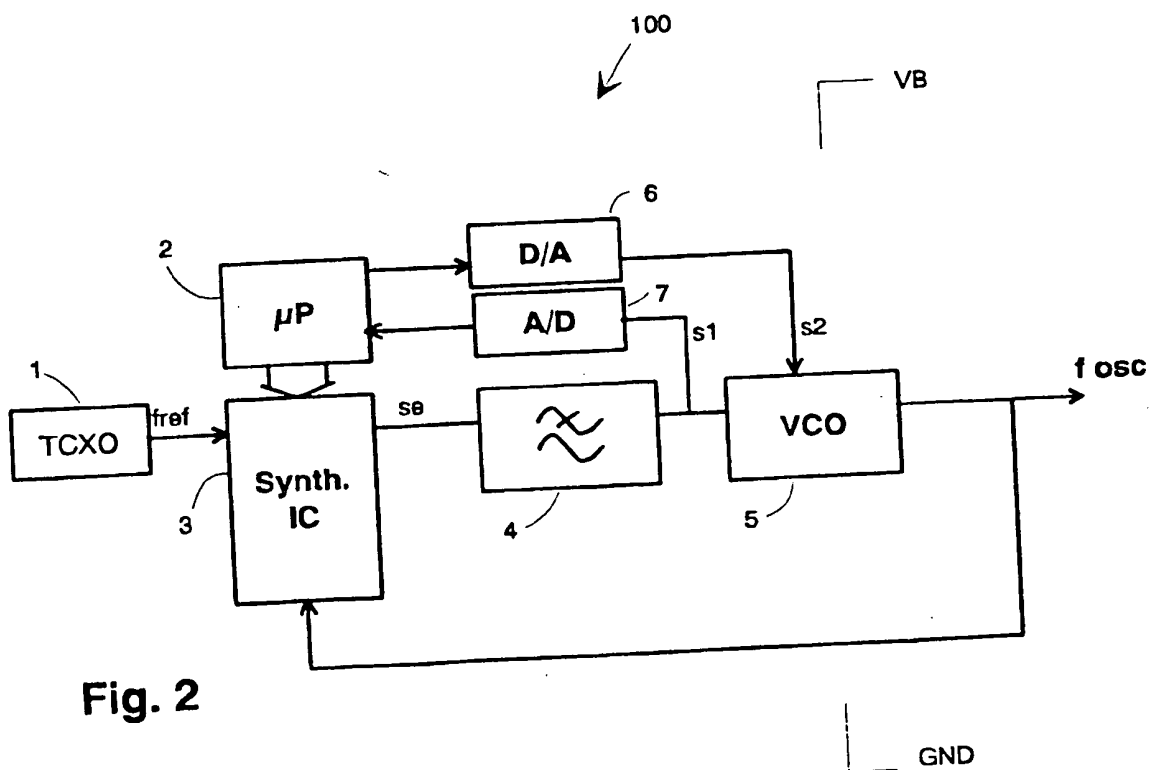 100
VB
6
D/A
2
µP
7
A/D
s1
s2
1
f osc
fref
se
TCXO
VCO
Synth.
IC
3
4
5
Fig. 2
GND